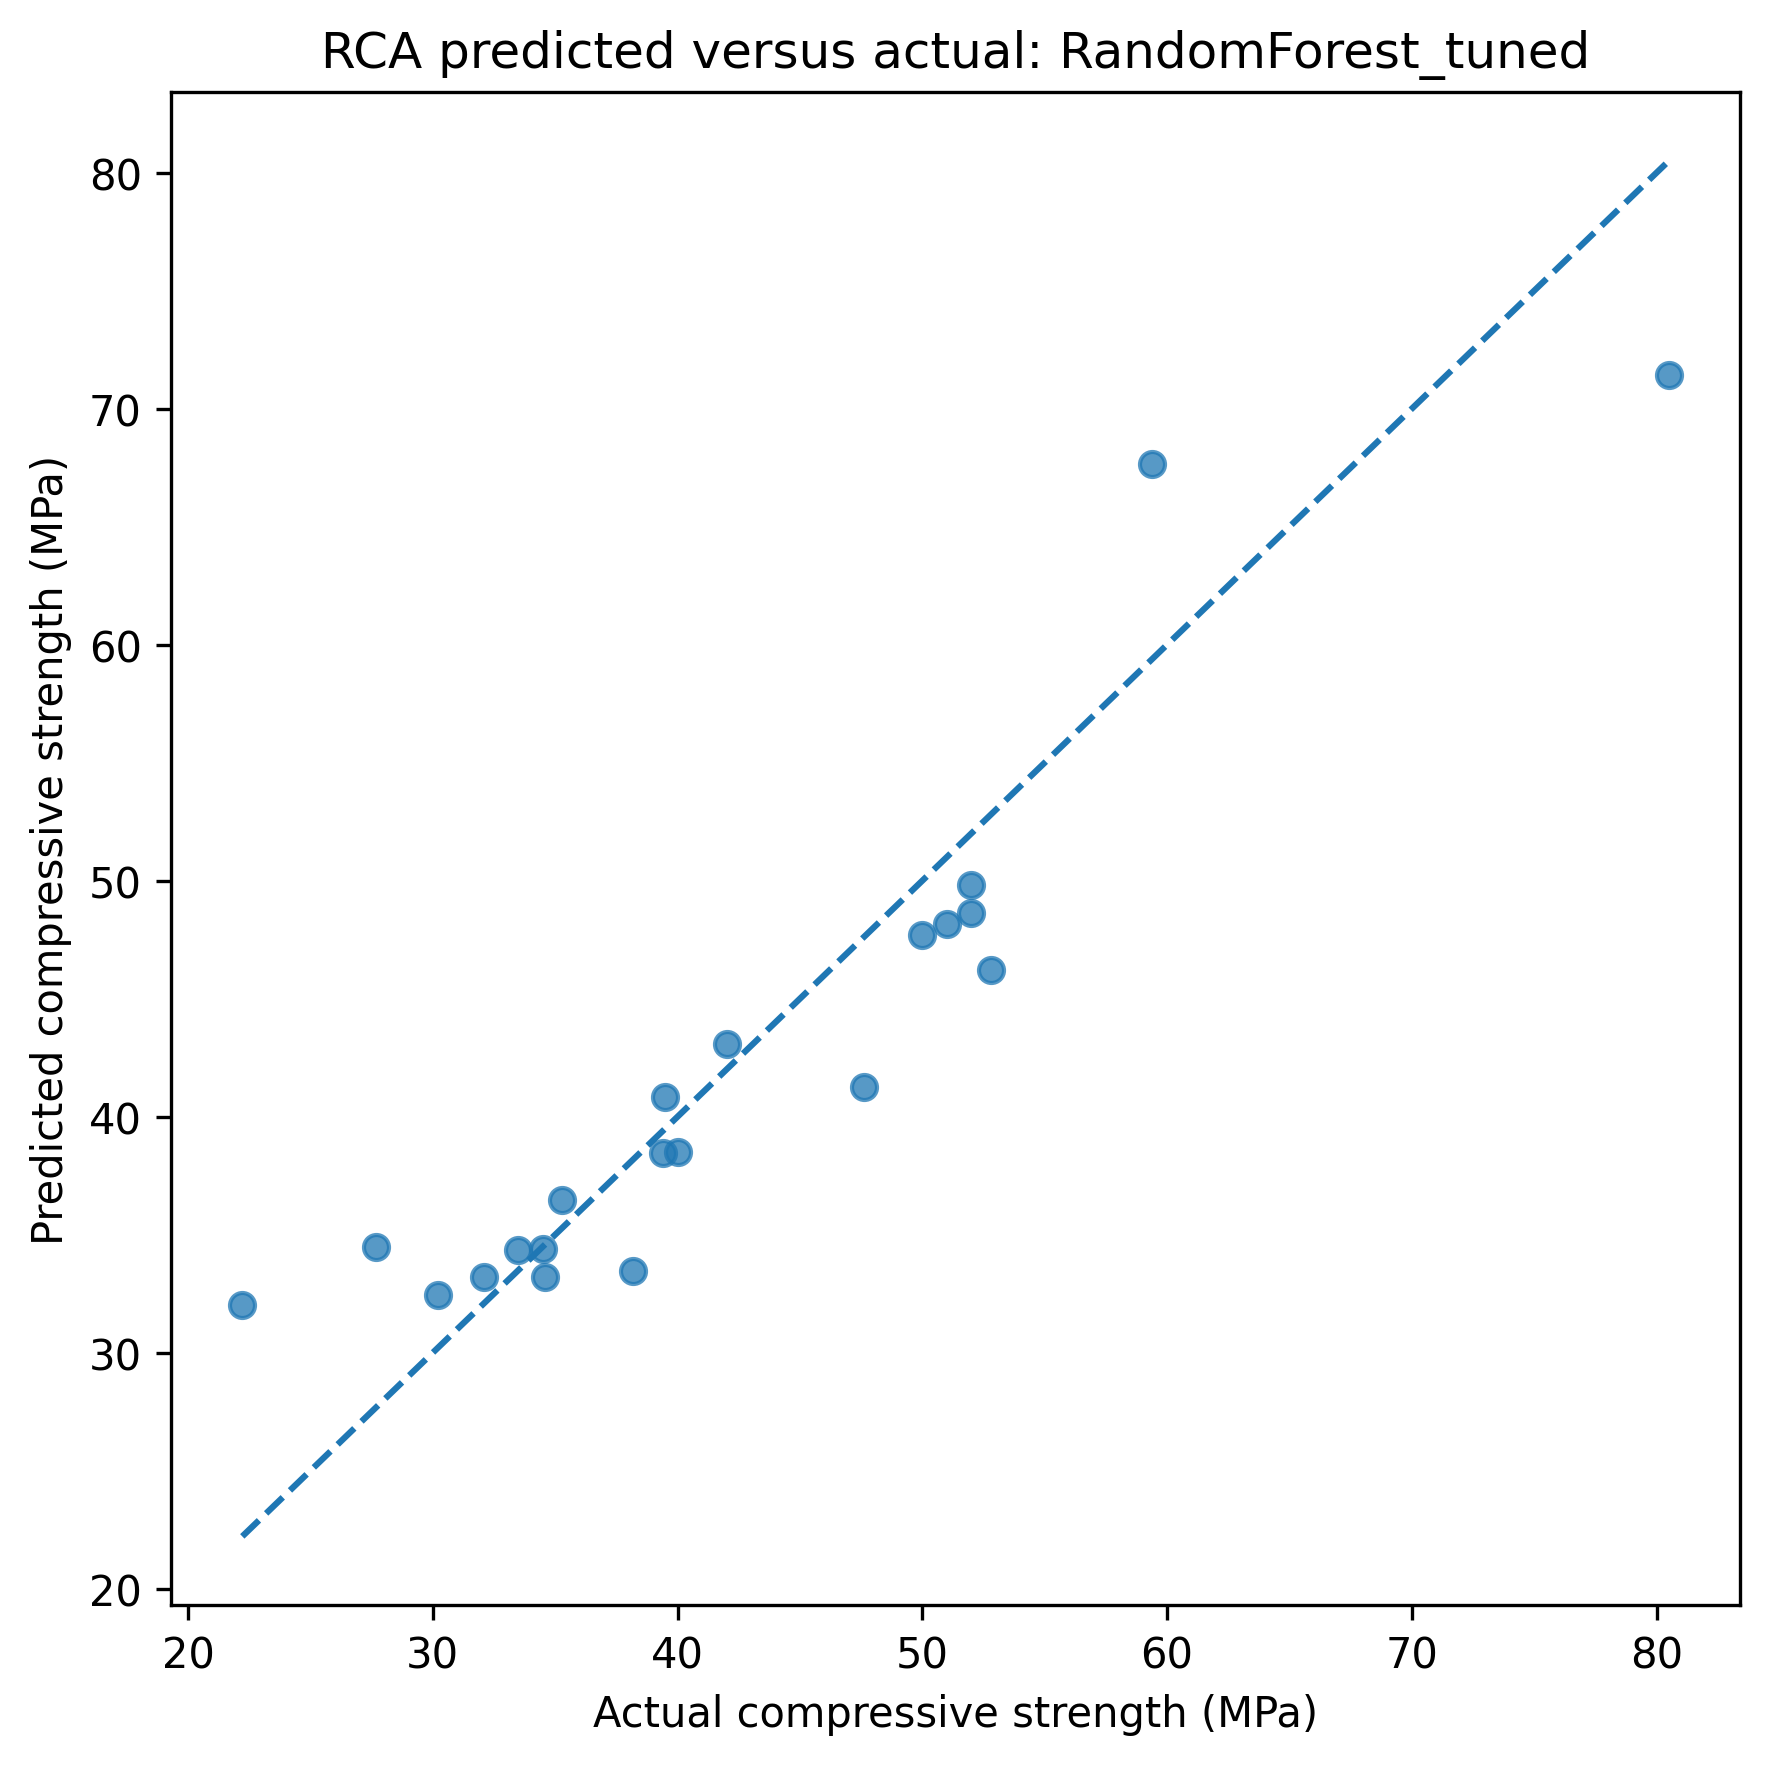 RCA predicted versus actual: RandomForest_tuned
80
70
60
50
40
30
20
Predicted compressive strength (MPa)
20 30 40 50 60 70 80
Actual compressive strength (MPa)